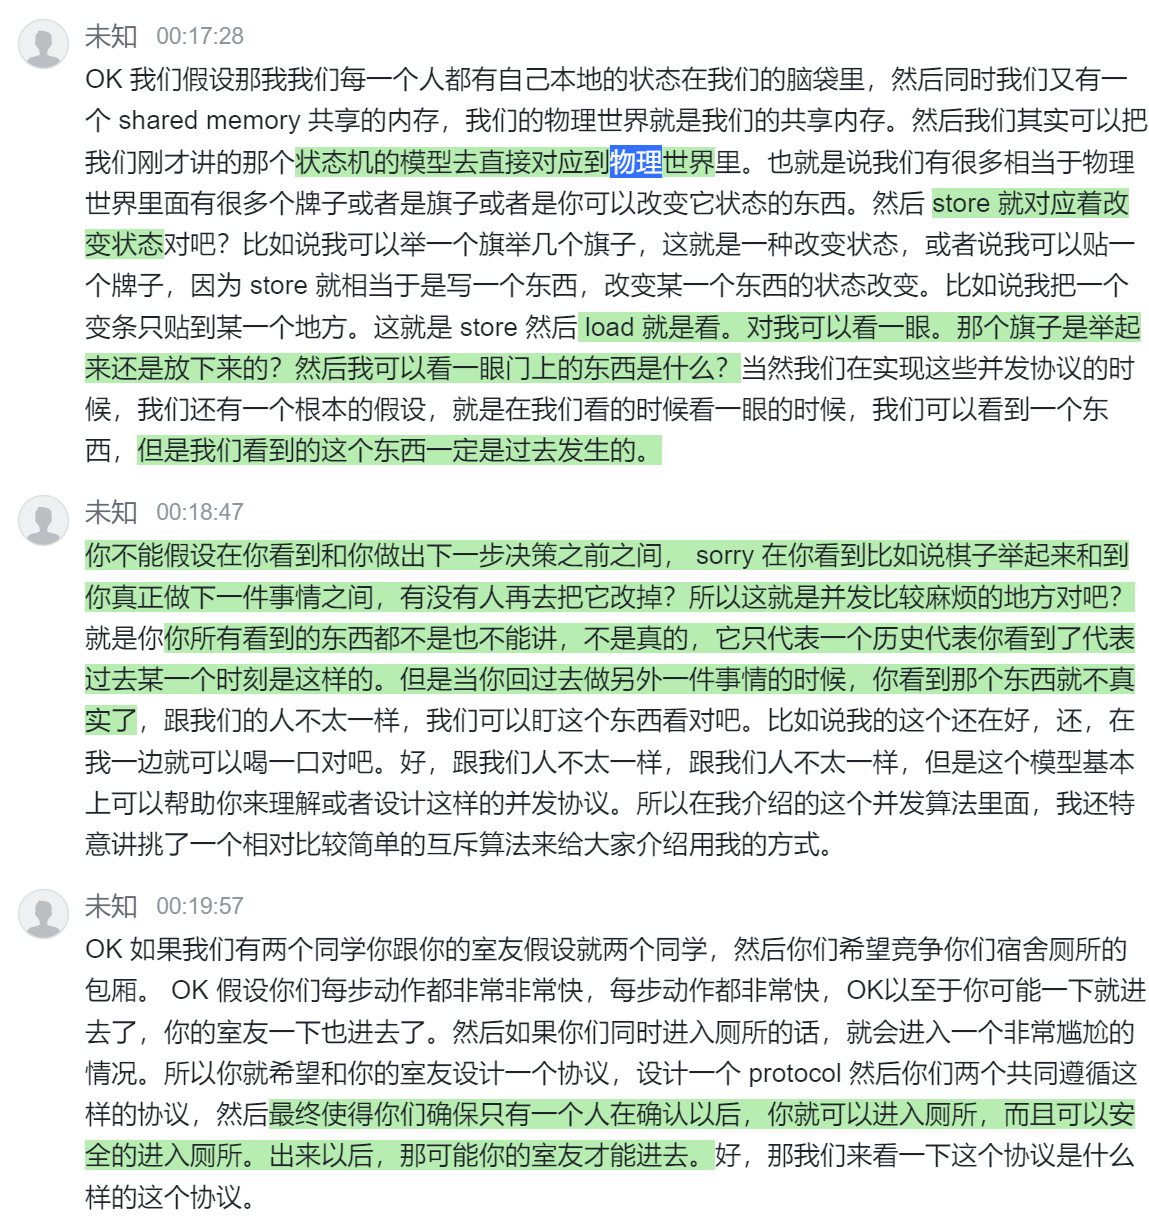 未知 00:17:28
OK 我们假设那我我们每一个人都有自己本地的状态在我们的脑袋里，然后同时我们又有一
个 shared memory 共享的内存，我们的物理世界就是我们的共享内存。然后我们其实可以把
我们刚才讲的那个状态机的模型去直接对应到物理世界里。也就是说我们有很多相当于物理
世界里面有很多个牌子或者是旗子或者是你可以改变它状态的东西。然后 store 就对应着改
变状态对吧？比如说我可以举一个旗举几个旗子，这就是一种改变状态，或者说我可以贴一
个牌子，因为 store 就相当于是写一个东西，改变某一个东西的状态改变。比如说我把一个
变条只贴到某一个地方。这就是 store 然后 load 就是看。对我可以看一眼。那个旗子是举起
来还是放下来的？然后我可以看一眼门上的东西是什么？当然我们在实现这些并发协议的时
候，我们还有一个根本的假设，就是在我们看的时候看一眼的时候，我们可以看到一个东
西，但是我们看到的这个东西一定是过去发生的。
未知 00:18:47
你不能假设在你看到和你做出下一步决策之前之间， sorry 在你看到比如说棋子举起来和到
你真正做下一件事情之间，有没有人再去把它改掉？所以这就是并发比较麻烦的地方对吧？
就是你你所有看到的东西都不是也不能讲，不是真的，它只代表一个历史代表你看到了代表
过去某一个时刻是这样的。但是当你回过去做另外一件事情的时候，你看到那个东西就不真
实了，跟我们的人不太一样，我们可以盯这个东西看对吧。比如说我的这个还在好，还，在
我一边就可以喝一口对吧。好，跟我们人不太一样，跟我们人不太一样，但是这个模型基本
上可以帮助你来理解或者设计这样的并发协议。所以在我介绍的这个并发算法里面，我还特
意讲挑了一个相对比较简单的互斥算法来给大家介绍用我的方式。
未知 00:19:57
OK 如果我们有两个同学你跟你的室友假设就两个同学，然后你们希望竞争你们宿舍厕所的
包厢。 OK 假设你们每步动作都非常非常快，每步动作都非常快，OK以至于你可能一下就进
去了，你的室友一下也进去了。然后如果你们同时进入厕所的话，就会进入一个非常尴尬的
情况。所以你就希望和你的室友设计一个协议，设计一个 protocol 然后你们两个共同遵循这
样的协议，然后最终使得你们确保只有一个人在确认以后，你就可以进入厕所，而且可以安
全的进入厕所。出来以后，那可能你的室友才能进去。好，那我们来看一下这个协议是什么
样的这个协议。